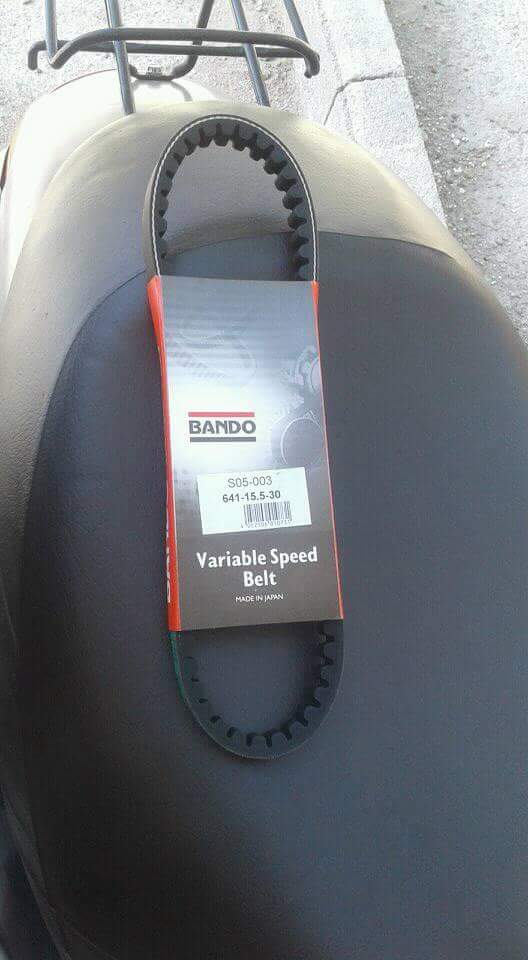 BANDO
S05-003
641-15.5-30
Variable Speed
Belt
MADE IN JAPAN